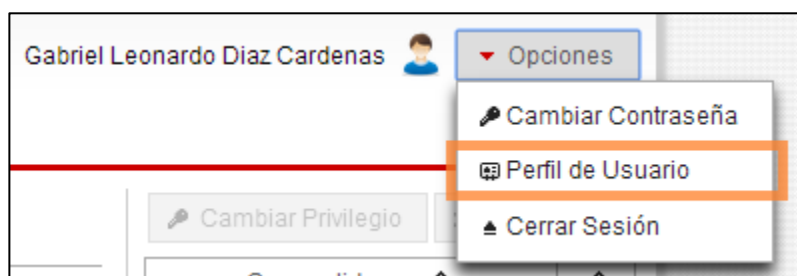 Gabriel Leonardo Diaz Cardenas
Opciones
Cambiar Contraseña
Perfil de Usuario
Cambiar Privilegio
Cerrar Sesión